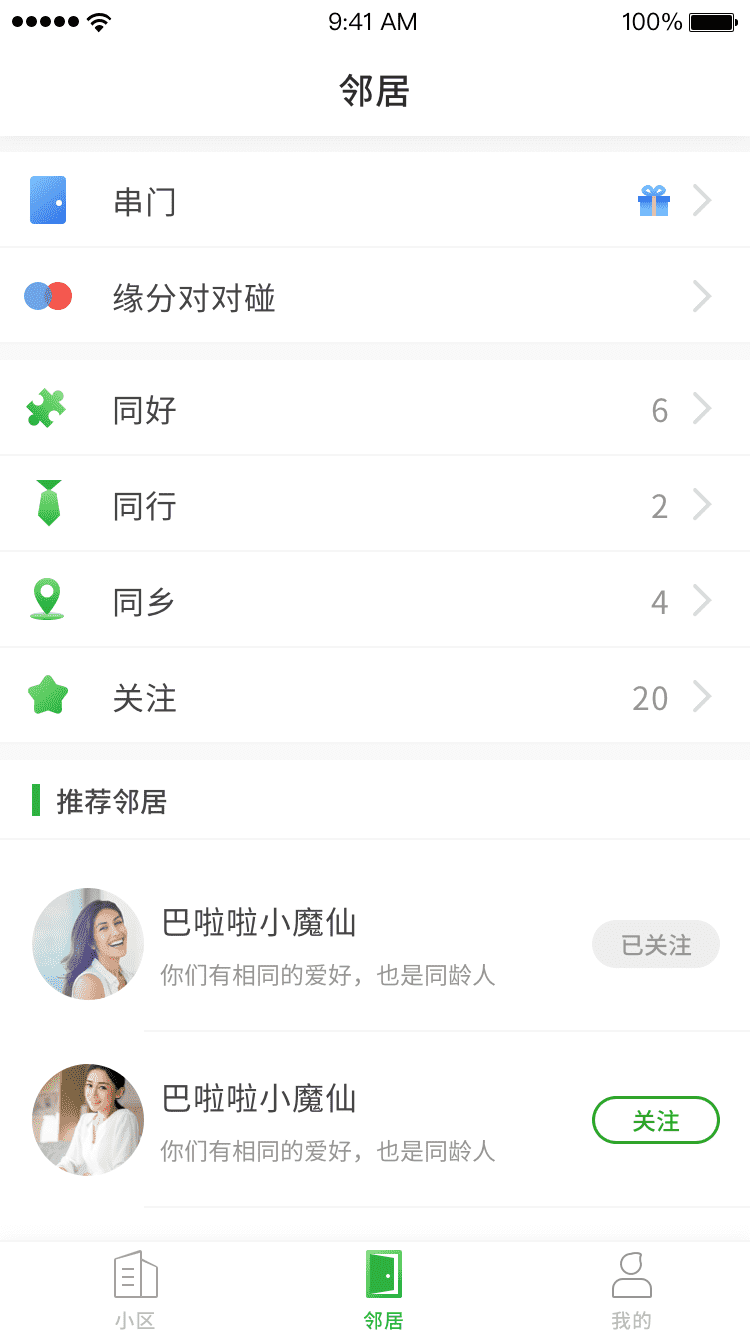 9:41 AM
100%
邻居
串门
缘分对对碰
同好
6
同行
2
同乡
4
关注
20
推荐邻居
巴啦啦小魔仙
已关注
你们有相同的爱好，也是同龄人
巴啦啦小魔仙
关注
你们有相同的爱好，也是同龄人
小区
邻居
我的